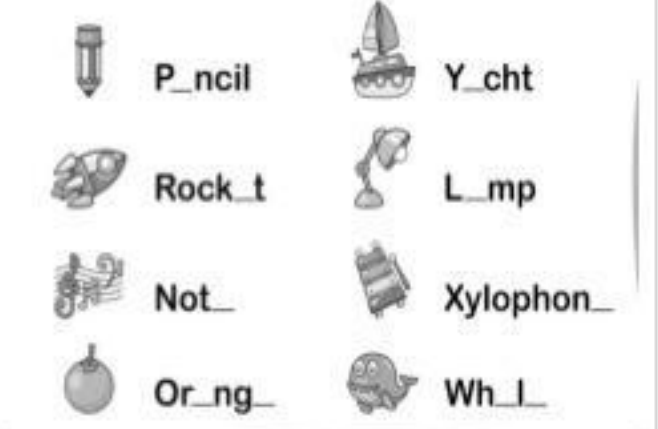 P_ncil Y_cht
Rock_t L_mp
Not_ Xylophon_
Or_ng_ Wh_l_